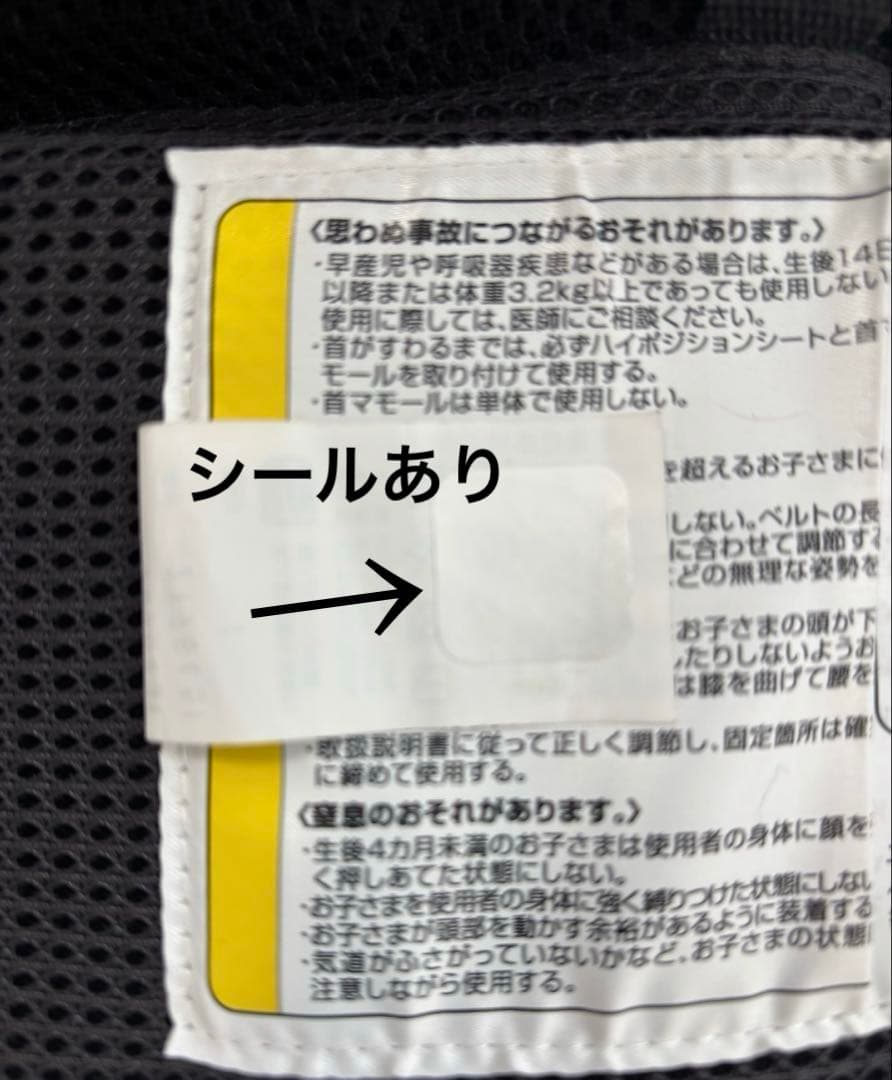 〈思わぬ事故につながるおそれがあります。〉
・早産児や呼吸器疾患などがある場合は、生後14日
以降または体重3.2kg以上であっても使用しない
使用に際しては、医師にご相談ください。
・首がすわるまでは、必ずハイポジションシートと首マ
モールを取り付けて使用する。
・首マモールは単体で使用しない。
シールあり
を超えるお子さまに
しない。ベルトの長
に合わせて調節す
どの無理な姿勢を
お子さまの頭が下
たりしないようお
は膝を曲げて腰を
・取扱説明書に従って正しく調節し、固定箇所は確
に締めて使用する。
〈窒息のおそれがあります。〉
・生後4カ月未満のお子さまは使用者の身体に顔を
く押しあてた状態にしない。
・お子さまを使用者の身体に強く縛りつけた状態にしない
・お子さまが頭部を動かす余裕があるように装着する
・気道がふさがっていないかなど、お子さまの状態に
注意しながら使用する。